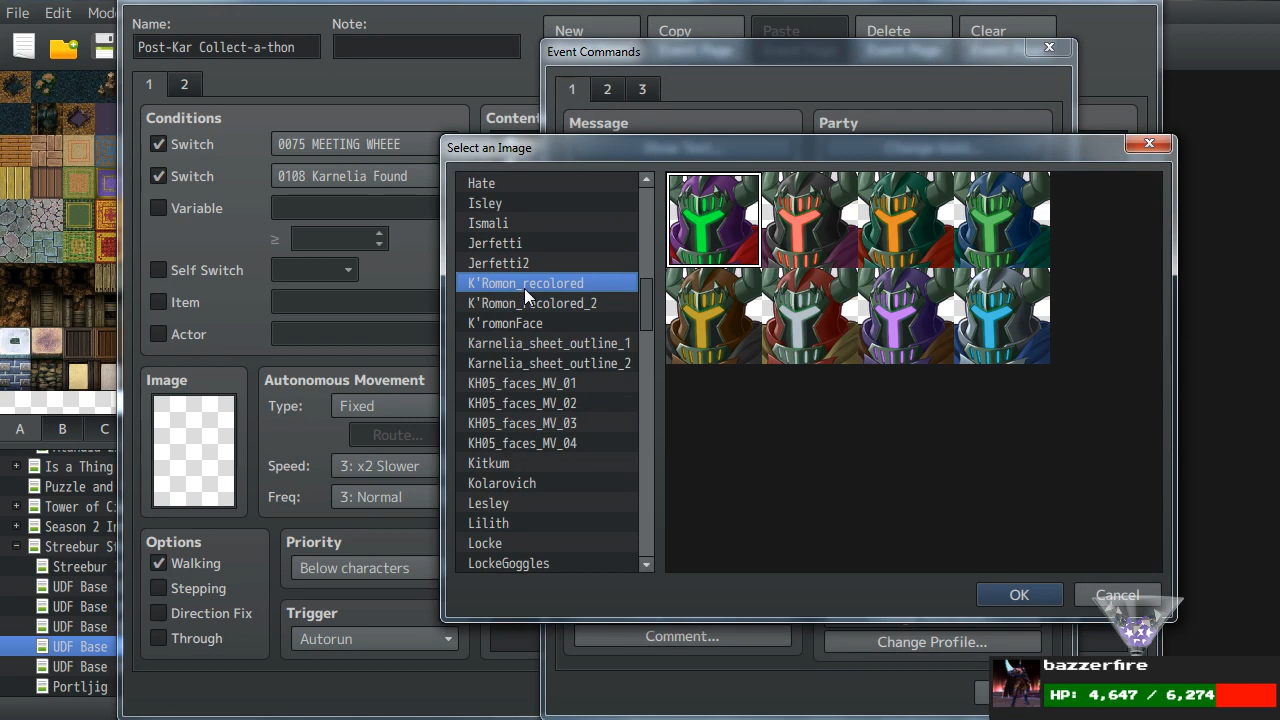 File Edit Mod
Name:
Note:
Post-Kar Collect-a-thon
New
Copy
Paste
Delete
Clear
Event Commands
1
2
1
2
3
Conditions
Content
Message
Party
Switch
0075 MEETING WHEEE
Switch
0108 Karnelia Found
Variable
≥
Self Switch
Item
Actor
Select an Image
Hate
Isley
Ismali
Jerfetti
Jerfetti2
K'Romon_recolored
K'Romon_recolored_2
K'romonFace
Karnelia_sheet_outline_1
Karnelia_sheet_outline_2
KH05_faces_MV_01
KH05_faces_MV_02
KH05_faces_MV_03
KH05_faces_MV_04
Kitkum
Kolarovich
Lesley
Lilith
Locke
LockeGoggles
OK
Cancel
Image
Autonomous Movement
Type:
Fixed
Route...
Speed:
3: x2 Slower
Freq:
3: Normal
Options
Walking
Stepping
Direction Fix
Through
Priority
Below characters
Trigger
Autorun
Comment...
Change Profile...
A
B
C
Is a Thing
Puzzle and
Tower of Ci
Season 2 In
Streebur St
Streebur
UDF Base
UDF Base
UDF Base
UDF Base
UDF Base
Portljig
bazzerfire
HP: 4,647 / 6,274